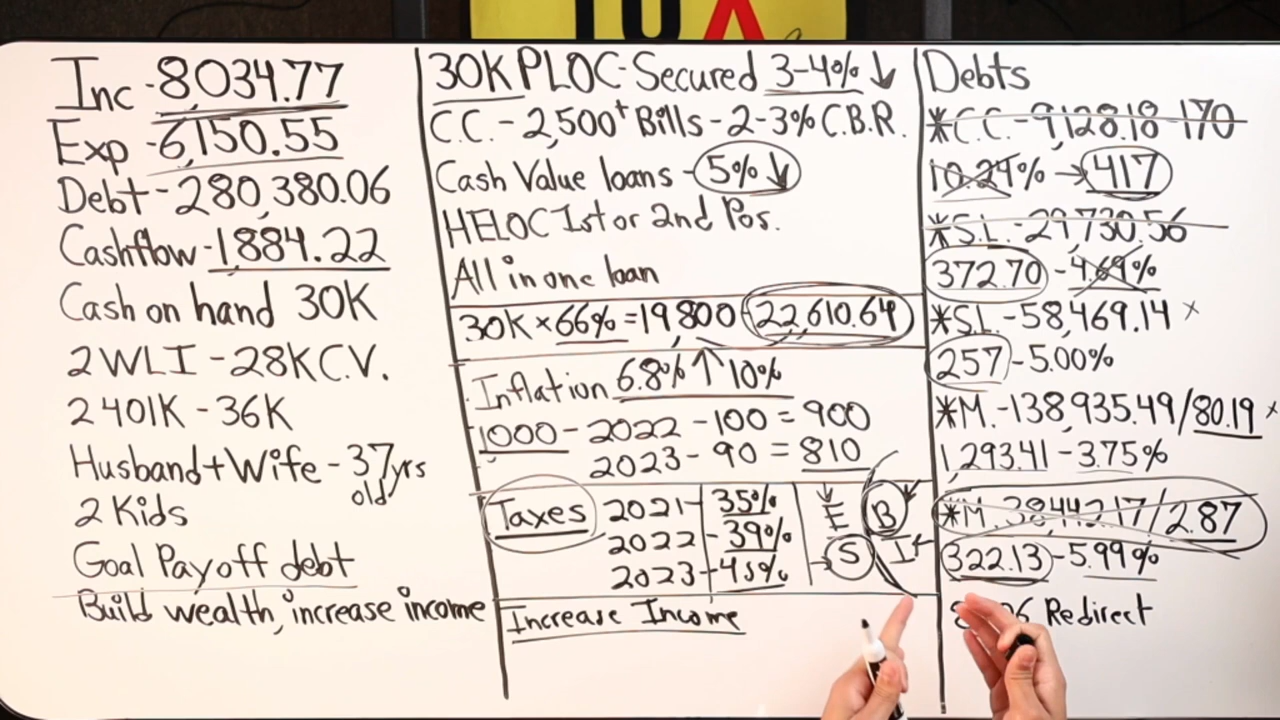 Inc - 8,034.77
Exp - 6,150.55
Debt - 280,380.06
Cashflow - 1,884.22
Cash on hand 30K
2 WLI - 28K C.V.
2 401K - 36K
Husband + Wife - 37 yrs old
2 Kids
Goal Payoff debt
Build wealth, increase income
30K PLOC - Secured 3-4% ↓
C.C. - 2,500+ Bills - 2-3% C.B.R.
Cash Value loans - 5% ↓
HELOC 1st or 2nd Pos.
All in one loan
30K × 66% = 19,800 - 22,610.64
Inflation 6.8% ↑ 10%
1000 - 2022 - 100 = 900
2023 - 90 = 810
Taxes 2021 - 35%
2022 - 39%
2023 - 45%
E B
S I
Increase Income
Debts
*C.C. - 9,128.18 - 170
10.24% → 417
*S.L. - 29,730.56
372.70 - 4.69%
*S.L. - 58,469.14 ×
257 - 5.00%
*M. - 138,935.49 / 80.19 ×
1,293.41 - 3.75%
*M. 38,442.17 / 2.87
322.13 - 5.99%
Redirect